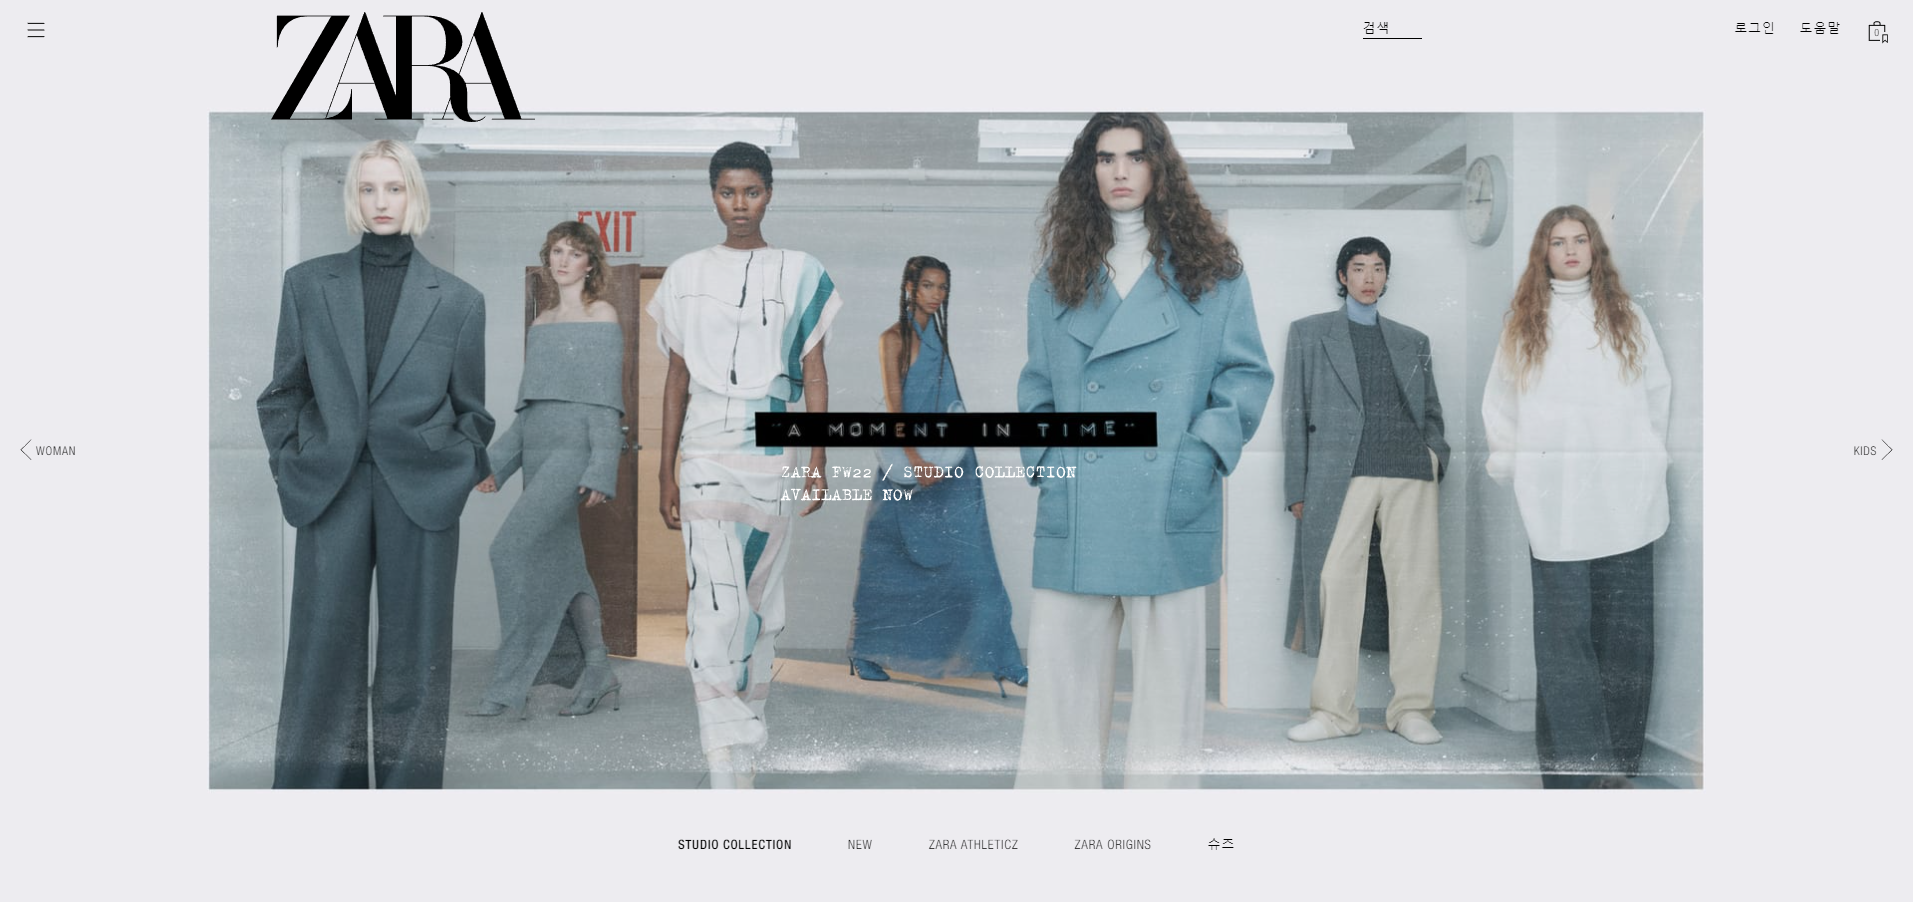 ZARA
검색
로그인
도움말
0
EXIT
"A MOMENT IN TIME"
ZARA FW22 / STUDIO COLLECTION
AVAILABLE NOW
WOMAN
KIDS
STUDIO COLLECTION
NEW
ZARA ATHLETICZ
ZARA ORIGINS
슈즈